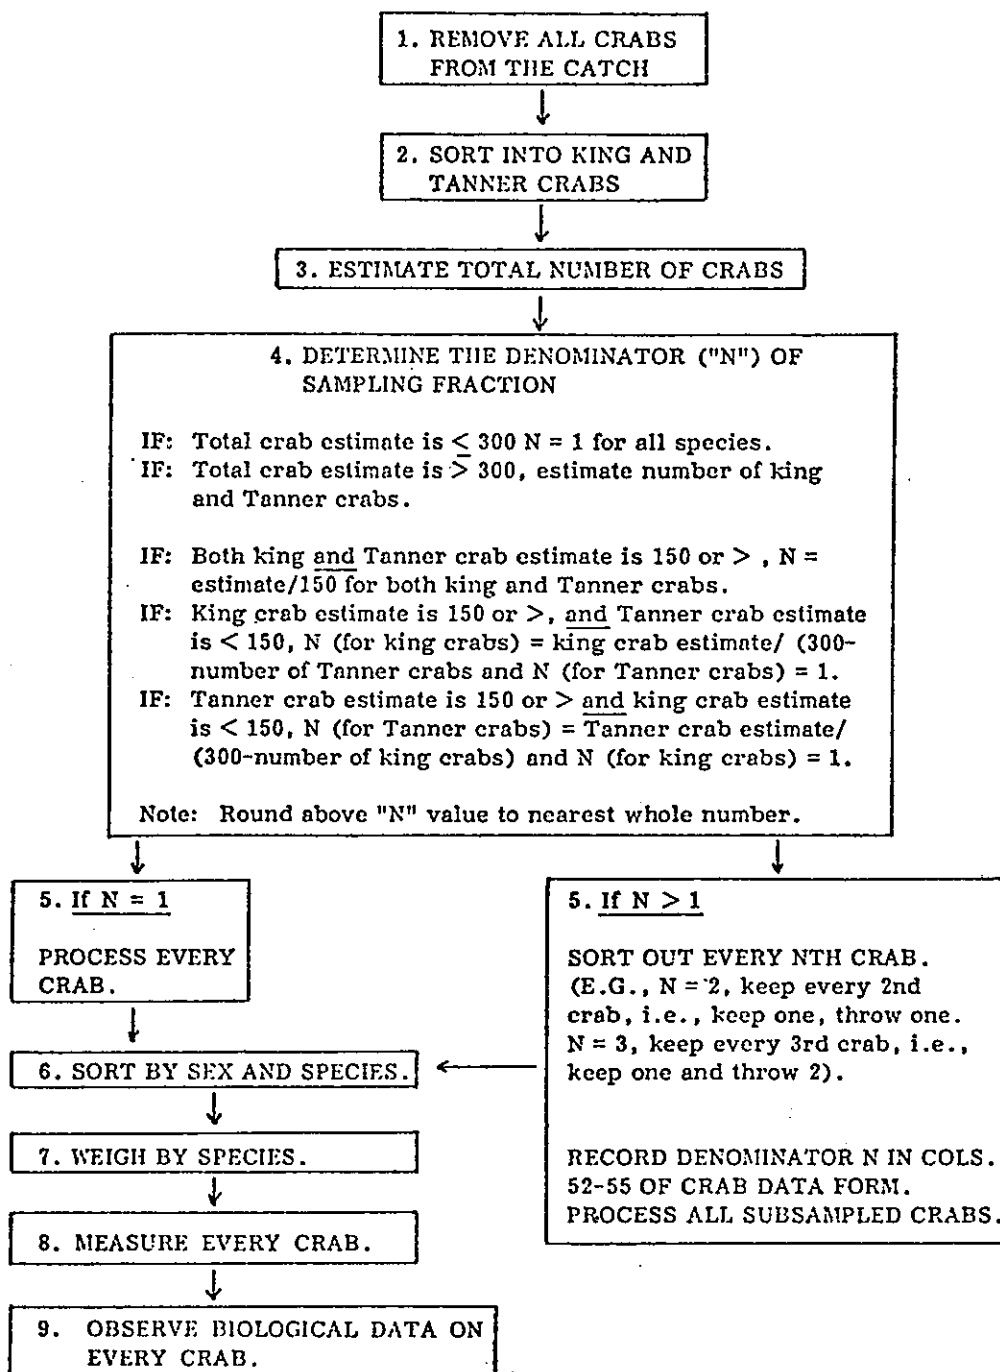 1. REMOVE ALL CRABS
FROM THE CATCH
2. SORT INTO KING AND
TANNER CRABS
3. ESTIMATE TOTAL NUMBER OF CRABS
4. DETERMINE THE DENOMINATOR ("N") OF
SAMPLING FRACTION
IF: Total crab estimate is ≤ 300 N = 1 for all species.
IF: Total crab estimate is > 300, estimate number of king
and Tanner crabs.
IF: Both king and Tanner crab estimate is 150 or > , N =
estimate/150 for both king and Tanner crabs.
IF: King crab estimate is 150 or >, and Tanner crab estimate
is < 150, N (for king crabs) = king crab estimate/ (300-
number of Tanner crabs and N (for Tanner crabs) = 1.
IF: Tanner crab estimate is 150 or > and king crab estimate
is < 150, N (for Tanner crabs) = Tanner crab estimate/
(300-number of king crabs) and N (for king crabs) = 1.
Note: Round above "N" value to nearest whole number.
5. If N = 1
PROCESS EVERY
CRAB.
5. If N > 1
SORT OUT EVERY NTH CRAB.
(E.G., N = 2, keep every 2nd
crab, i.e., keep one, throw one.
N = 3, keep every 3rd crab, i.e.,
keep one and throw 2).
RECORD DENOMINATOR N IN COLS.
52-55 OF CRAB DATA FORM.
PROCESS ALL SUBSAMPLED CRABS.
6. SORT BY SEX AND SPECIES.
7. WEIGH BY SPECIES.
8. MEASURE EVERY CRAB.
9. OBSERVE BIOLOGICAL DATA ON
EVERY CRAB.